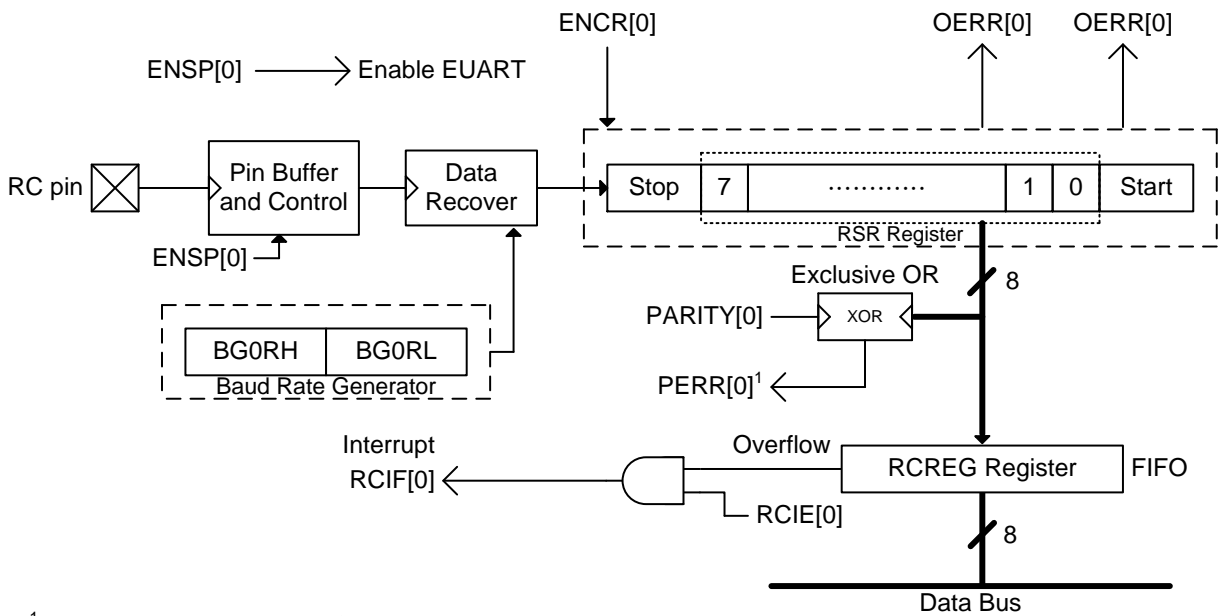 ENCR[0]
OERR[0]
OERR[0]
ENSP[0]
Enable EUART
RC pin
Pin Buffer
and Control
Data
Recover
Stop
7
............
1
0
Start
RSR Register
ENSP[0]
8
Exclusive OR
PARITY[0]
XOR
BG0RH
BG0RL
Baud Rate Generator
PERR[0]¹
Interrupt
RCIF[0]
Overflow
RCREG Register
FIFO
RCIE[0]
8
Data Bus
1